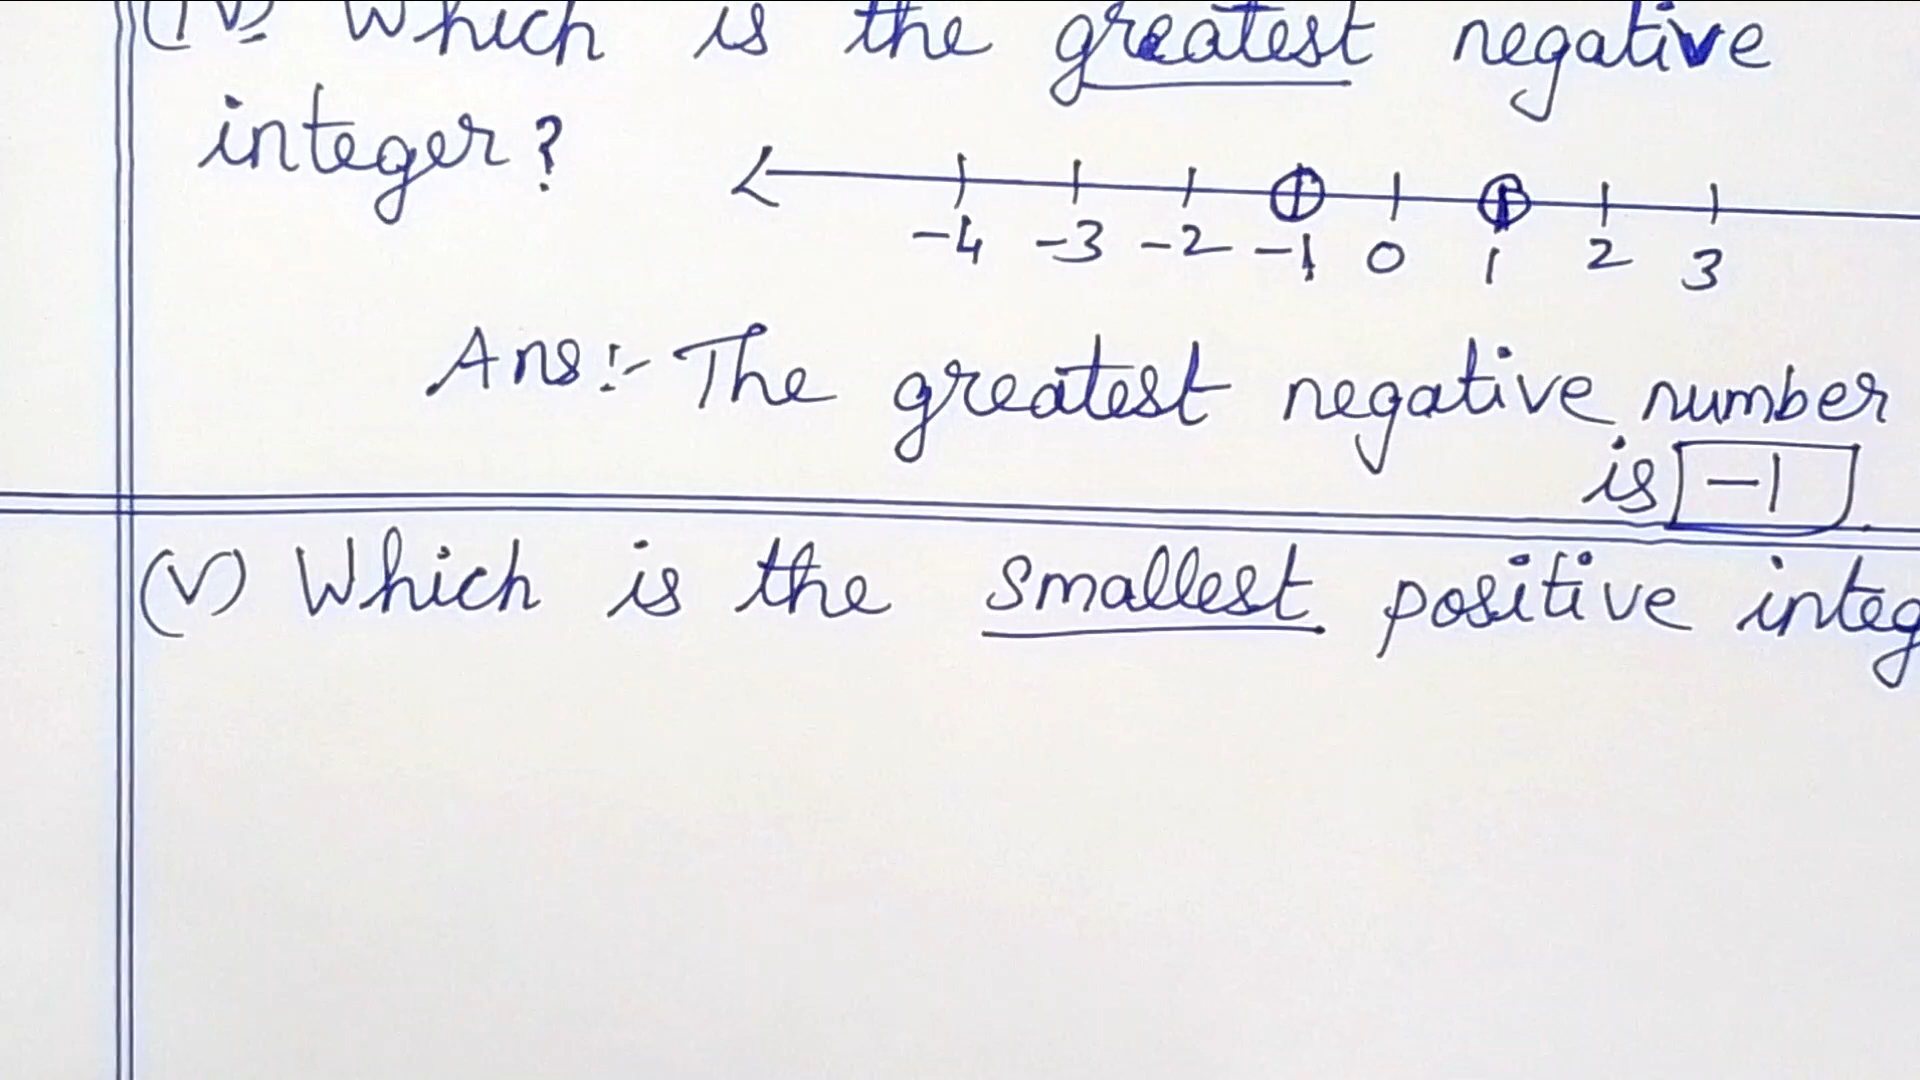 (iv) Which is the greatest negative
integer?
-4 -3 -2 -1 0 1 2 3
Ans:- The greatest negative number
is -1
(v) Which is the smallest positive integ